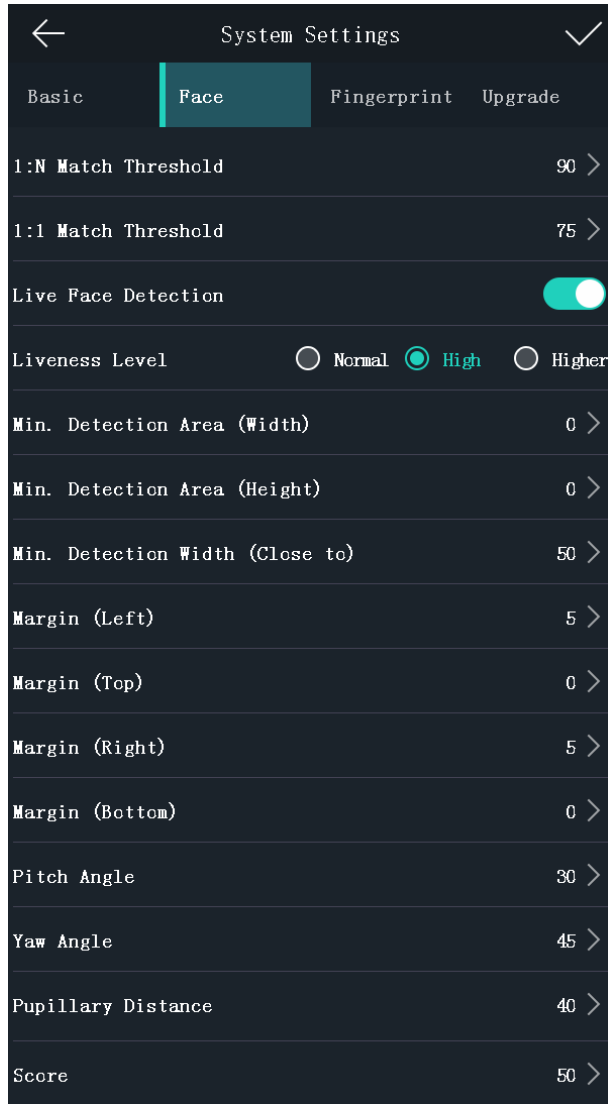 System Settings
Basic Face Fingerprint Upgrade
1:N Match Threshold 90
1:1 Match Threshold 75
Live Face Detection
Liveness Level Normal High Higher
Min. Detection Area (Width) 0
Min. Detection Area (Height) 0
Min. Detection Width (Close to) 50
Margin (Left) 5
Margin (Top) 0
Margin (Right) 5
Margin (Bottom) 0
Pitch Angle 30
Yaw Angle 45
Pupillary Distance 40
Score 50